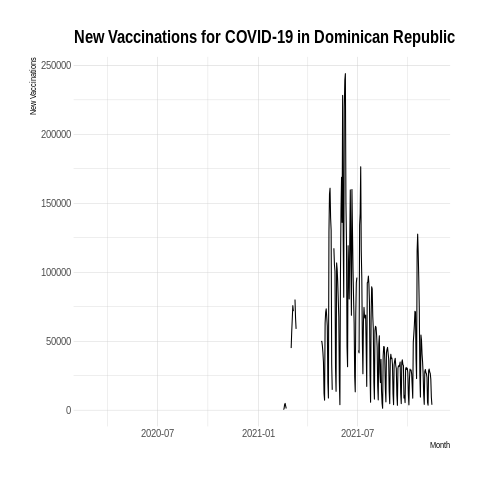 New Vaccinations for COVID-19 in Dominican Republic
New Vaccinations
250000
200000
150000
100000
50000
0
2020-07 2021-01 2021-07
Month